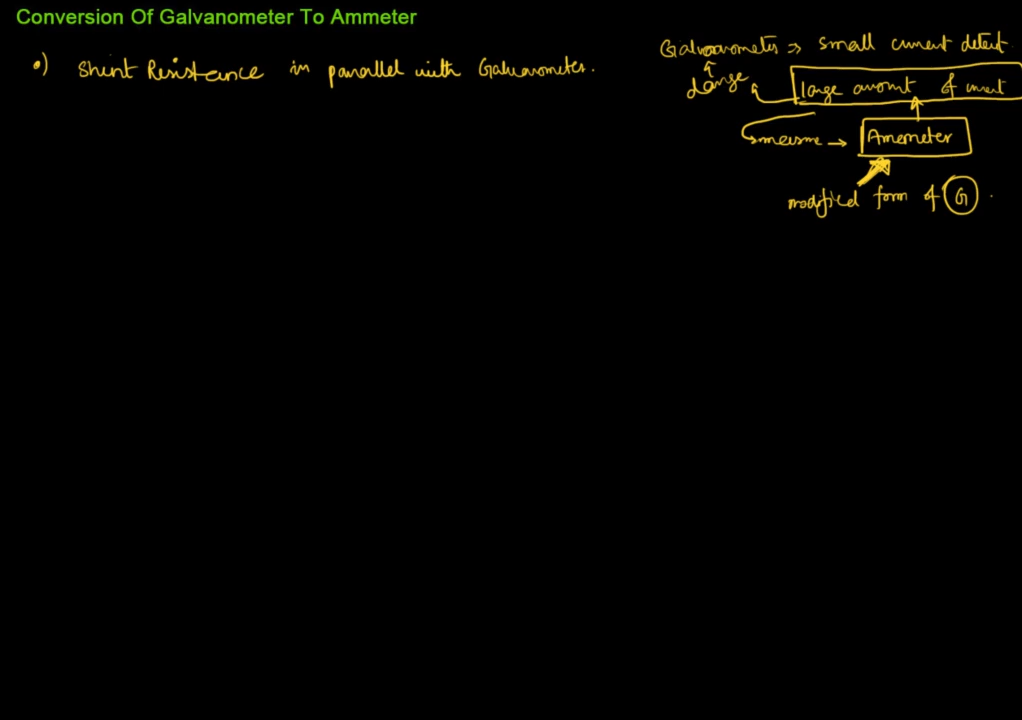 Conversion Of Galvanometer To Ammeter
•) Shunt Resistance in parallel with Galvanometer.
Galvanometer ⇒ small current detect
large amount of current
measure → Ammeter
modified form of G